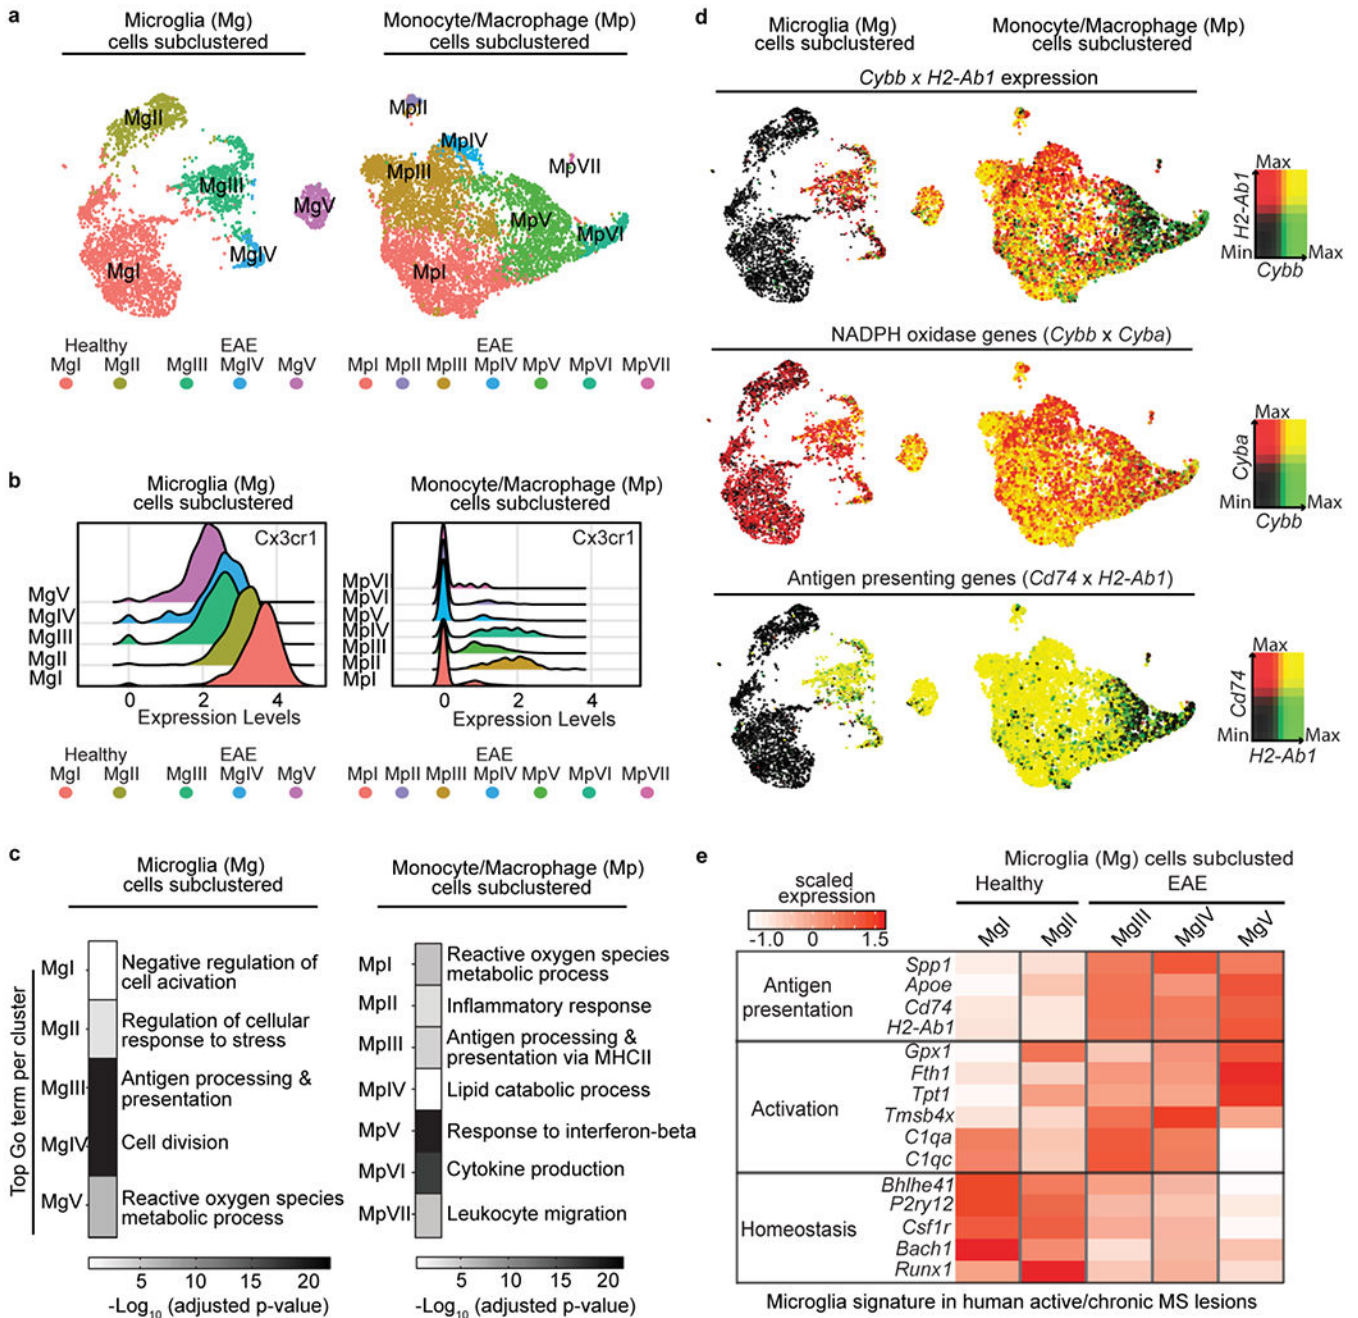 a
Microglia (Mg)
cells subclustered
Monocyte/Macrophage (Mp)
cells subclustered
MgII
MgIII
MgV
MgIV
MgI
MpII
MpIV
MpVII
MpIII
MpV
MpVI
MpI
Healthy
EAE
MgI MgII MgIII MgIV MgV
EAE
MpI MpII MpIII MpIV MpV MpVI MpVII
b
Microglia (Mg)
cells subclustered
Monocyte/Macrophage (Mp)
cells subclustered
Cx3cr1
MgV
MgIV
MgIII
MgII
MgI
0 2 4
Expression Levels
Cx3cr1
MpVI
MpVI
MpV
MpIV
MpIII
MpII
MpI
0 2 4
Expression Levels
Healthy
EAE
MgI MgII MgIII MgIV MgV
EAE
MpI MpII MpIII MpIV MpV MpVI MpVII
c
Microglia (Mg)
cells subclustered
Top Go term per cluster
MgI
Negative regulation of
cell acivation
MgII
Regulation of cellular
response to stress
MgIII
Antigen processing &
presentation
MgIV
Cell division
MgV
Reactive oxygen species
metabolic process
5 10 15 20
-Log10 (adjusted p-value)
Monocyte/Macrophage (Mp)
cells subclustered
MpI
Reactive oxygen species
metabolic process
MpII
Inflammatory response
MpIII
Antigen processing &
presentation via MHCII
MpIV
Lipid catabolic process
MpV
Response to interferon-beta
MpVI
Cytokine production
MpVII
Leukocyte migration
5 10 15 20
-Log10 (adjusted p-value)
d
Microglia (Mg)
cells subclustered
Monocyte/Macrophage (Mp)
cells subclustered
Cybb x H2-Ab1 expression
Max
H2-Ab1
Min Max
Cybb
NADPH oxidase genes (Cybb x Cyba)
Max
Cyba
Min Max
Cybb
Antigen presenting genes (Cd74 x H2-Ab1)
Max
Cd74
Min Max
H2-Ab1
e
Microglia (Mg) cells subclusted
scaled
expression
-1.0 0 1.5
Healthy
EAE
MgI MgII MgIII MgIV MgV
Antigen
presentation
Spp1
Apoe
Cd74
H2-Ab1
Activation
Gpx1
Fth1
Tpt1
Tmsb4x
C1qa
C1qc
Homeostasis
Bhlhe41
P2ry12
Csf1r
Bach1
Runx1
Microglia signature in human active/chronic MS lesions